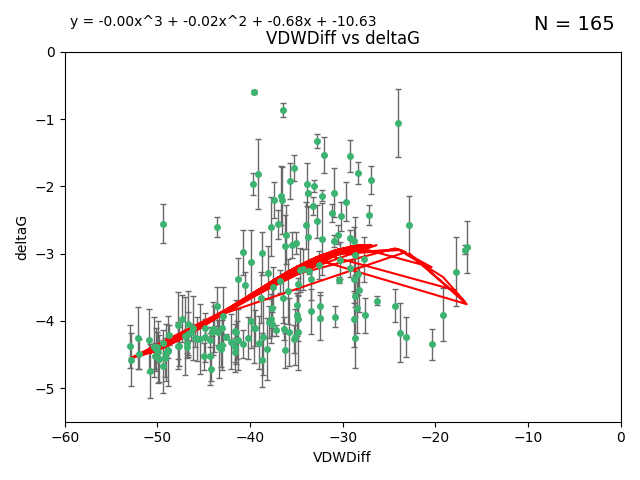 y = -0.00x^3 + -0.02x^2 + -0.68x + -10.63
N = 165
VDWDiff vs deltaG
0
−1
−2
−3
−4
−5
deltaG
−60 −50 −40 −30 −20 −10 0
VDWDiff